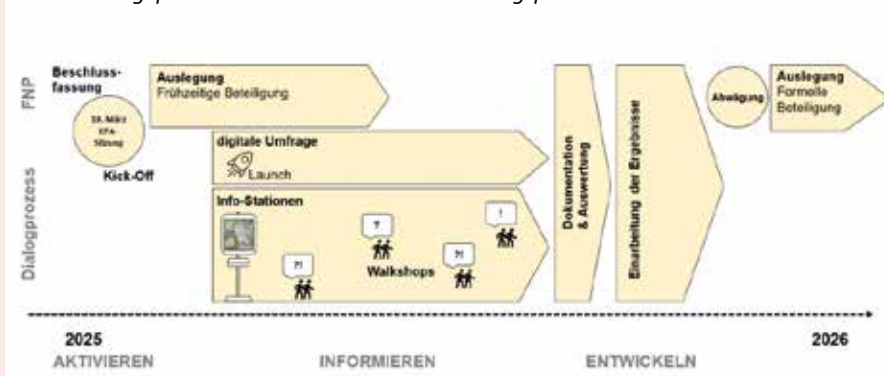 FNP
Dialogprozess
Beschluss-
fassung
Sitzung
Kick-Off
Auslegung
Frühzeitige Beteiligung
digitale Umfrage
Launch
Info-Stationen
?!
?
?!
!
Walkshops
Dokumentation
& Auswertung
Einarbeitung der Ergebnisse
Abwägung
Auslegung
Formelle
Beteiligung
2025
2026
AKTIVIEREN
INFORMIEREN
ENTWICKELN